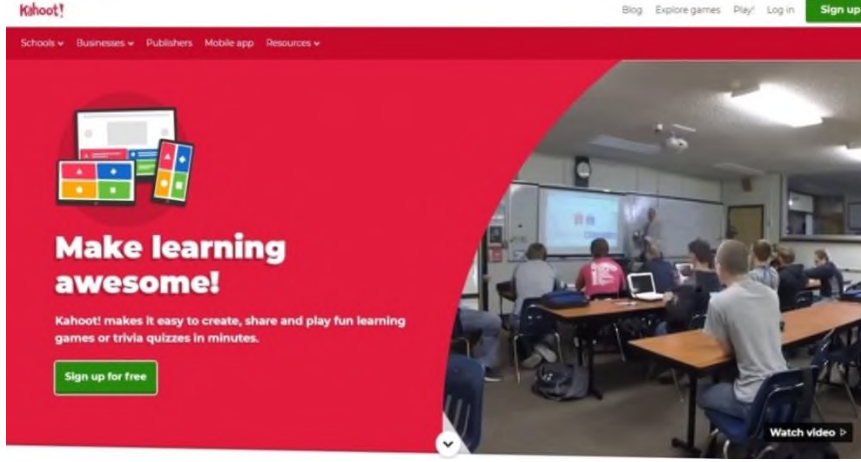 Kahoot!
Blog Explore games Play! Log in Sign up
Schools Businesses Publishers Mobile app Resources
Make learning
awesome!
Kahoot! makes it easy to create, share and play fun learning
games or trivia quizzes in minutes.
Sign up for free
Watch video